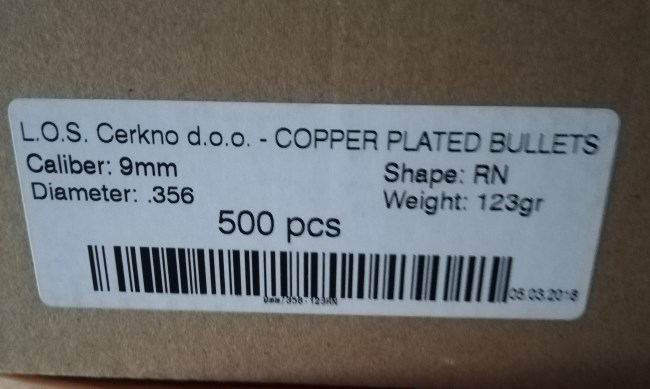 L.O.S. Cerkno d.o.o. - COPPER PLATED BULLETS
Caliber: 9mm
Shape: RN
Diameter: .356
Weight: 123gr
500 pcs
9mm/356-123RN
05.03.2018